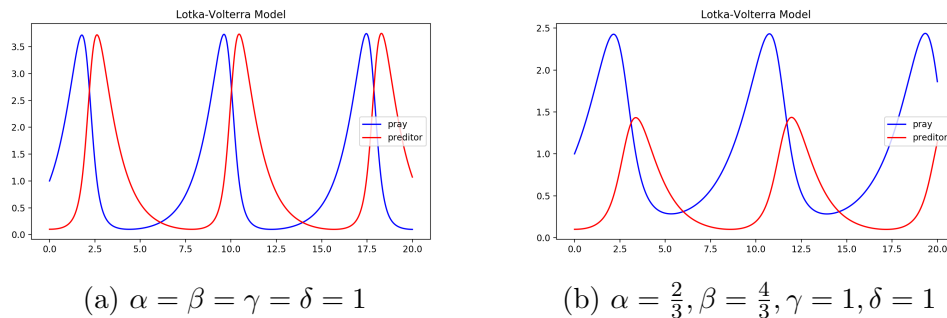 Lotka-Volterra Model
3.5
3.0
2.5
2.0
1.5
1.0
0.5
0.0
pray
preditor
0.0 2.5 5.0 7.5 10.0 12.5 15.0 17.5 20.0
(a) α = β = γ = δ = 1
Lotka-Volterra Model
2.5
2.0
1.5
1.0
0.5
0.0
pray
preditor
0.0 2.5 5.0 7.5 10.0 12.5 15.0 17.5 20.0
(b) α = 2/3, β = 4/3, γ = 1, δ = 1